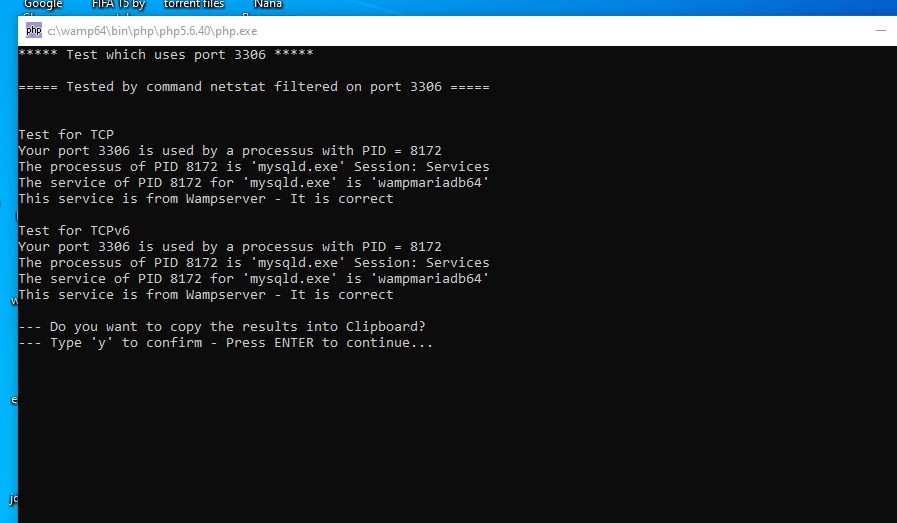 Google
FIFA 15 by
torrent files
Nana
c:\wamp64\bin\php\php5.6.40\php.exe
***** Test which uses port 3306 *****
===== Tested by command netstat filtered on port 3306 =====
Test for TCP
Your port 3306 is used by a processus with PID = 8172
The processus of PID 8172 is 'mysqld.exe' Session: Services
The service of PID 8172 for 'mysqld.exe' is 'wampmariadb64'
This service is from Wampserver - It is correct
Test for TCPv6
Your port 3306 is used by a processus with PID = 8172
The processus of PID 8172 is 'mysqld.exe' Session: Services
The service of PID 8172 for 'mysqld.exe' is 'wampmariadb64'
This service is from Wampserver - It is correct
--- Do you want to copy the results into Clipboard?
--- Type 'y' to confirm - Press ENTER to continue...